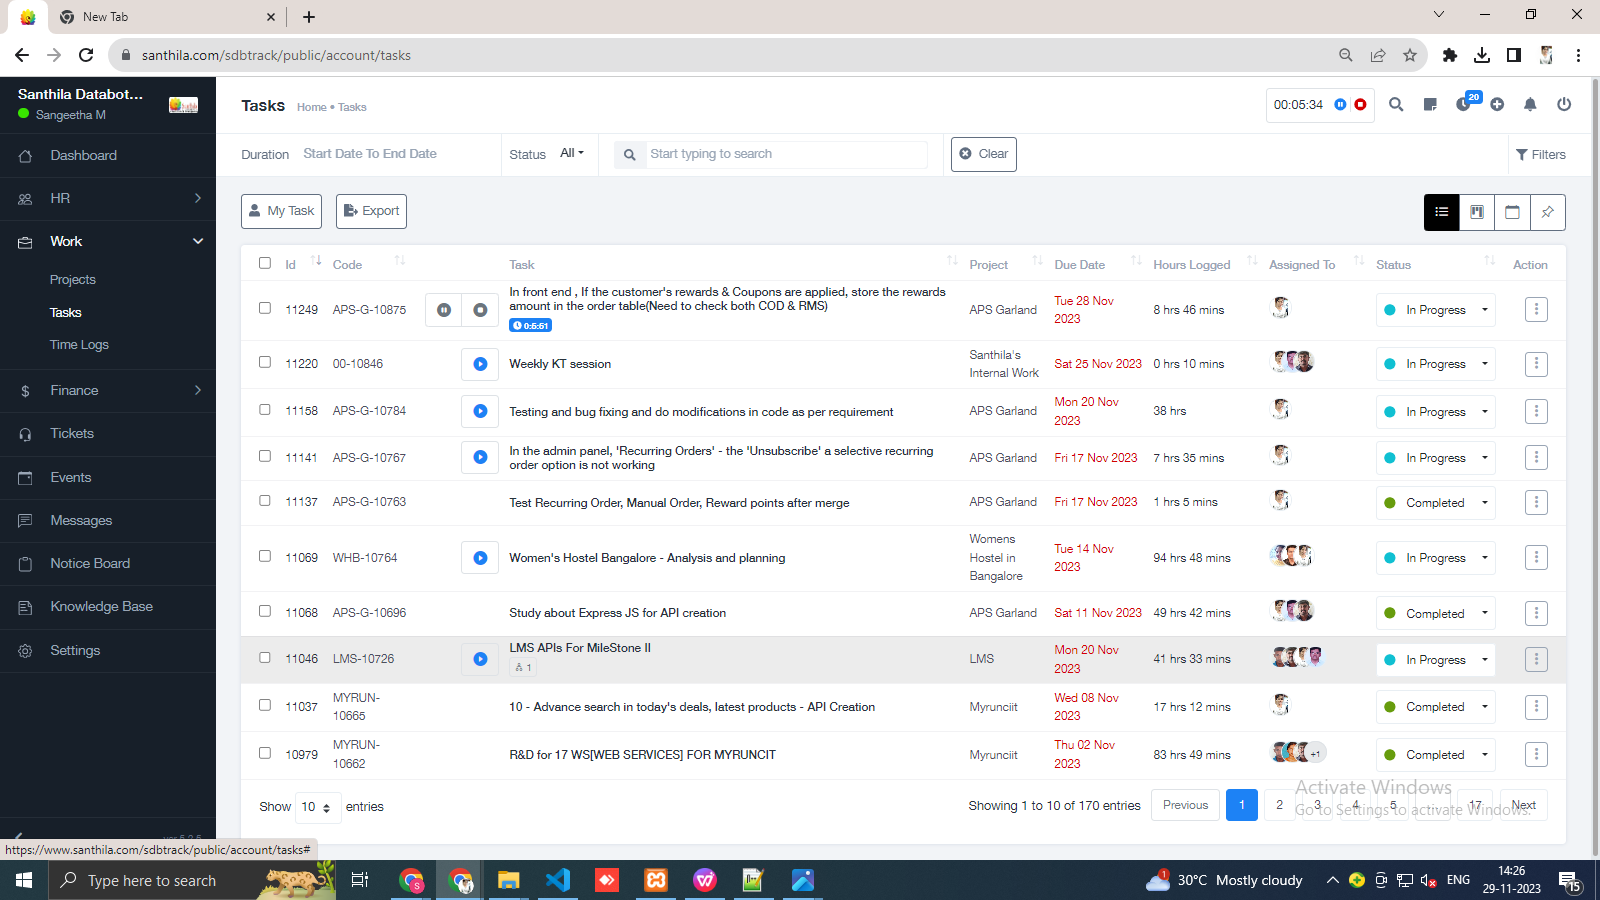 New Tab
santhila.com/sdbtrack/public/account/tasks
Santhila Databot...
Sangeetha M
Tasks
Home • Tasks
00:05:34
20
Duration
Start Date To End Date
Status
All
Start typing to search
Clear
Filters
Dashboard
HR
Work
Projects
Tasks
Time Logs
Finance
Tickets
Events
Messages
Notice Board
Knowledge Base
Settings
My Task
Export
Id Code Task Project Due Date Hours Logged Assigned To Status Action
In front end , If the customer's rewards & Coupons are applied, store the rewards
amount in the order table(Need to check both COD & RMS)
0:5:51
11249 APS-G-10875 APS Garland Tue 28 Nov
2023
8 hrs 46 mins In Progress
11220 00-10846 Weekly KT session Santhila's
Internal Work
Sat 25 Nov 2023 0 hrs 10 mins In Progress
11158 APS-G-10784 Testing and bug fixing and do modifications in code as per requirement APS Garland Mon 20 Nov
2023
38 hrs In Progress
11141 APS-G-10767 In the admin panel, 'Recurring Orders' - the 'Unsubscribe' a selective recurring
order option is not working
APS Garland Fri 17 Nov 2023 7 hrs 35 mins In Progress
11137 APS-G-10763 Test Recurring Order, Manual Order, Reward points after merge APS Garland Fri 17 Nov 2023 1 hrs 5 mins Completed
11069 WHB-10764 Women's Hostel Bangalore - Analysis and planning Womens
Hostel in
Bangalore
Tue 14 Nov
2023
94 hrs 48 mins In Progress
11068 APS-G-10696 Study about Express JS for API creation APS Garland Sat 11 Nov 2023 49 hrs 42 mins Completed
11046 LMS-10726 LMS APIs For MileStone II
1
LMS Mon 20 Nov
2023
41 hrs 33 mins In Progress
11037 MYRUN-
10665
10 - Advance search in today's deals, latest products - API Creation Myrunciit Wed 08 Nov
2023
17 hrs 12 mins Completed
10979 MYRUN-
10662
R&D for 17 WS[WEB SERVICES] FOR MYRUNCIT Myrunciit Thu 02 Nov
2023
83 hrs 49 mins +1 Completed
Show 10 entries
Showing 1 to 10 of 170 entries
Previous 1 2 3 4 5 ... 17 Next
Activate Windows
Go to Settings to activate Windows.
https://www.santhila.com/sdbtrack/public/account/tasks#
Type here to search
1
30°C Mostly cloudy
ENG
14:26
29-11-2023
15